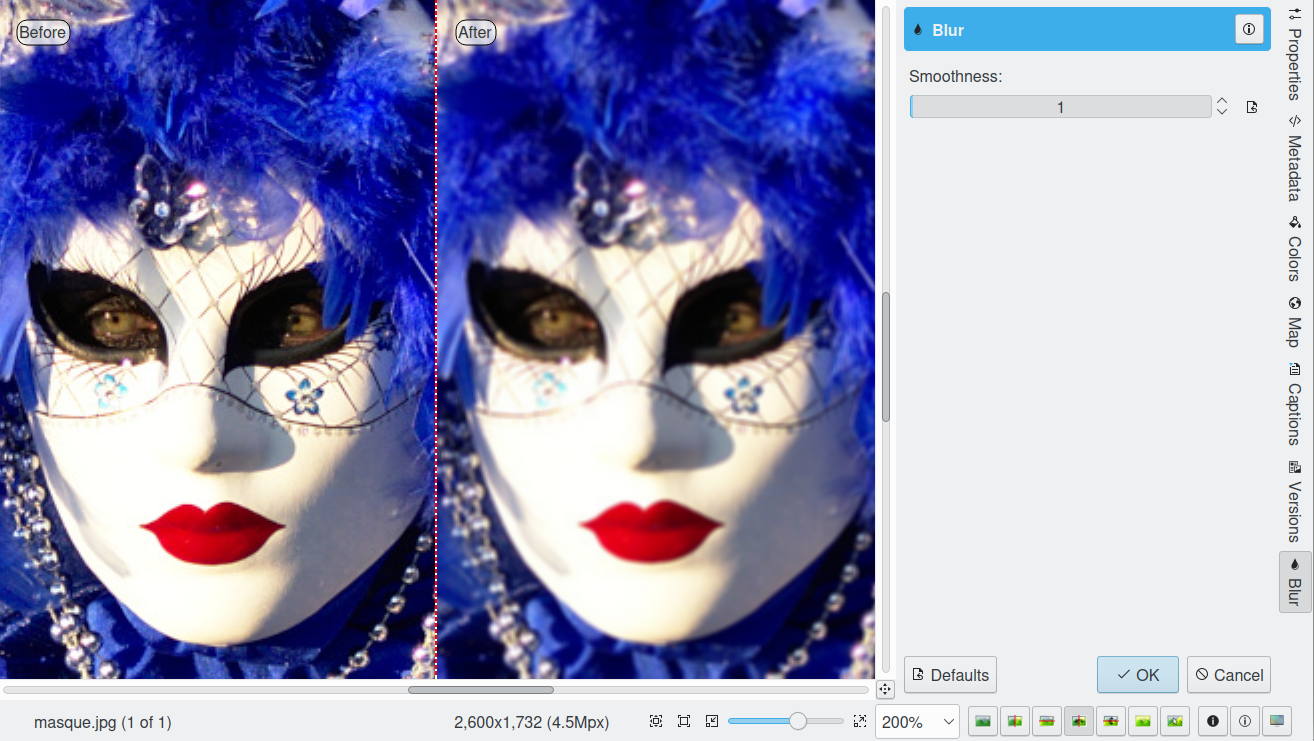 Before
After
Blur
Smoothness:
1
Properties
Metadata
Colors
Map
Captions
Versions
Blur
Defaults
OK
Cancel
masque.jpg (1 of 1)
2,600x1,732 (4.5Mpx)
200%